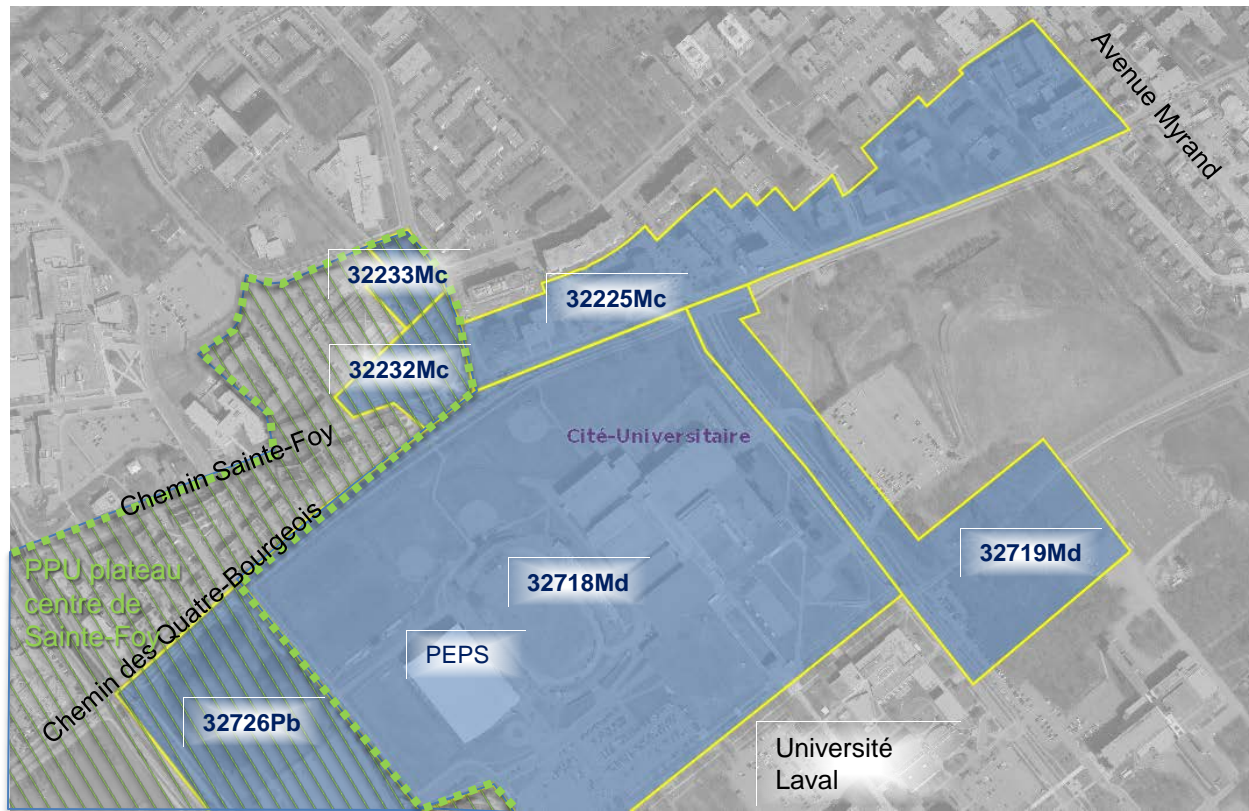 Avenue Myrand
32233Mc
32225Mc
32232Mc
Cité-Universitaire
Chemin Sainte-Foy
Chemin des Quatre-Bourgeois
PPU plateau
centre de
Sainte-Foy
32718Md
32719Md
PEPS
32726Pb
Université
Laval